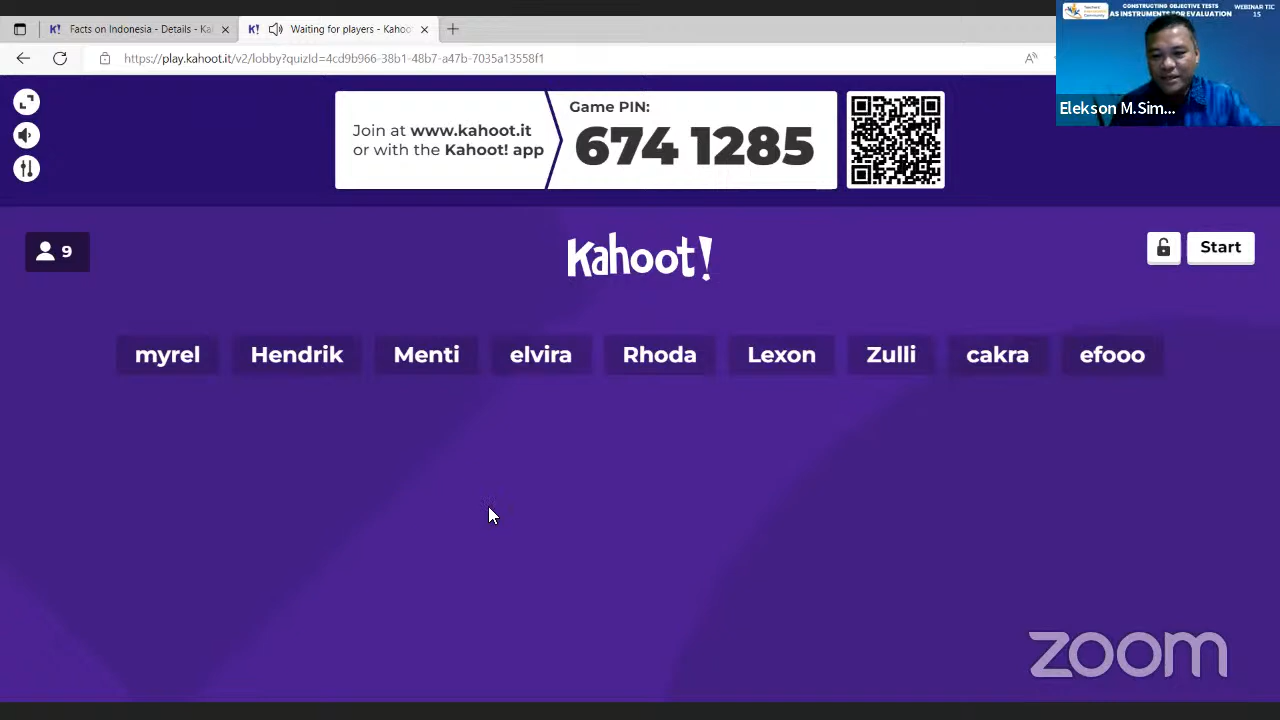 Facts on Indonesia - Details - Ka
Waiting for players - Kahoo
https://play.kahoot.it/v2/lobby?quizId=4cd9b966-38b1-48b7-a47b-7035a13558f1
CONSTRUCTING OBJECTIVE TESTS
AS INSTRUMENTS FOR EVALUATION
WEBINAR TIC
15
Elekson M.Sim...
Join at www.kahoot.it
or with the Kahoot! app
Game PIN:
674 1285
9
Kahoot!
Start
myrel Hendrik Menti elvira Rhoda Lexon Zulli cakra efooo
zoom